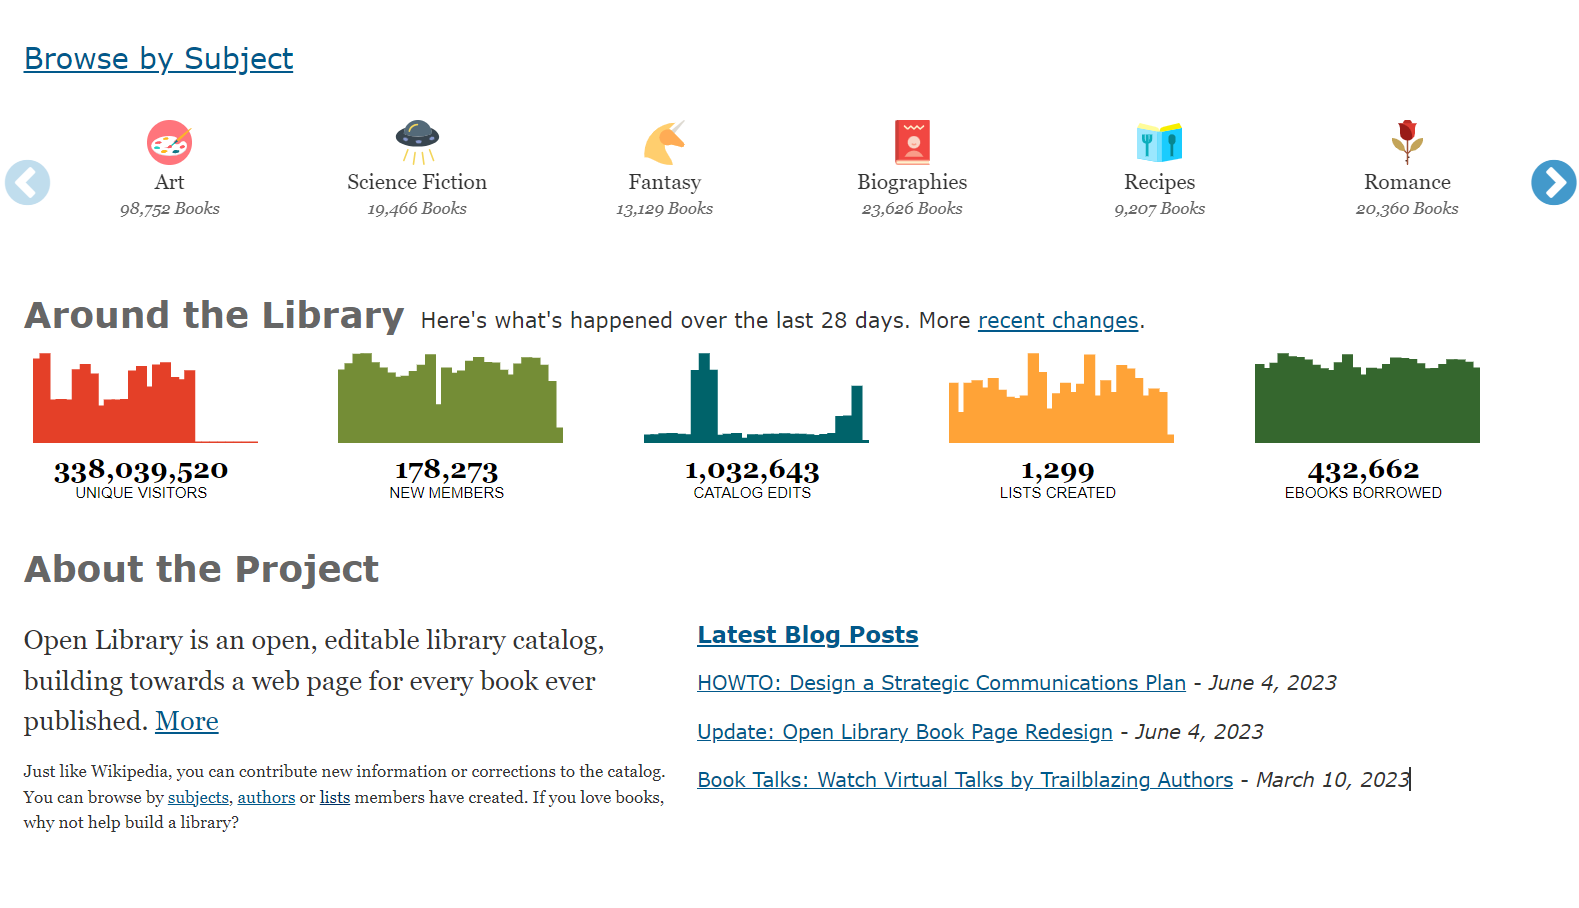 Browse by Subject
Art
98,752 Books
Science Fiction
19,466 Books
Fantasy
13,129 Books
Biographies
23,626 Books
Recipes
9,207 Books
Romance
20,360 Books
Around the Library Here's what's happened over the last 28 days. More recent changes.
338,039,520
UNIQUE VISITORS
178,273
NEW MEMBERS
1,032,643
CATALOG EDITS
1,299
LISTS CREATED
432,662
EBOOKS BORROWED
About the Project
Open Library is an open, editable library catalog,
building towards a web page for every book ever
published. More
Just like Wikipedia, you can contribute new information or corrections to the catalog.
You can browse by subjects, authors or lists members have created. If you love books,
why not help build a library?
Latest Blog Posts
HOWTO: Design a Strategic Communications Plan - June 4, 2023
Update: Open Library Book Page Redesign - June 4, 2023
Book Talks: Watch Virtual Talks by Trailblazing Authors - March 10, 2023